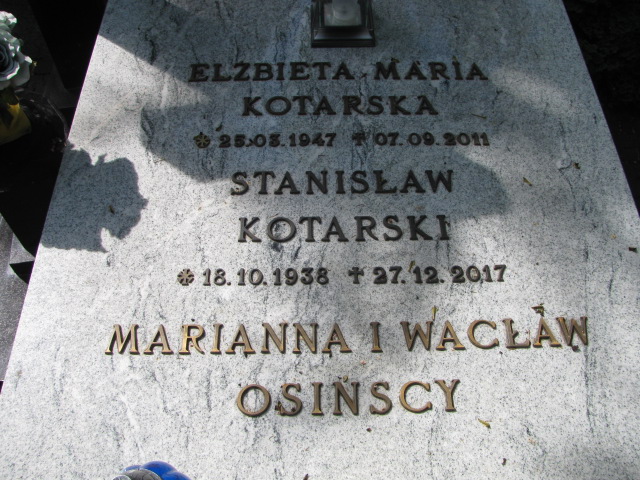 ELŻBIETA MARIA
KOTARSKA
* 25.03.1947 ✝ 07.09.2011
STANISŁAW
KOTARSKI
* 18.10.1938 ✝ 27.12.2017
MARIANNA I WACŁAW
OSIŃSCY